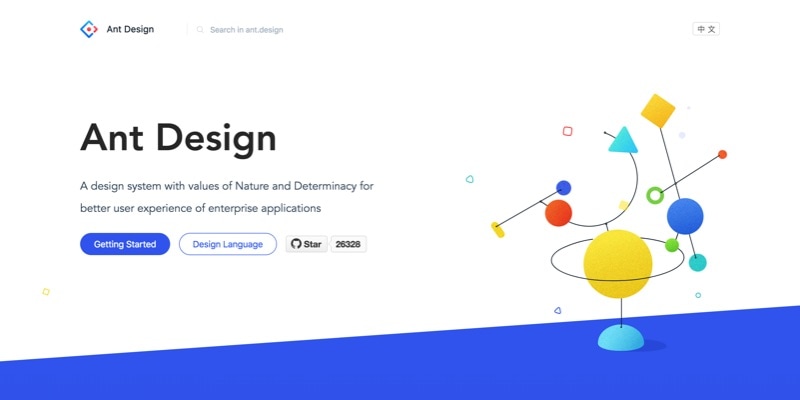 Ant Design
Search in ant.design
中 文
Ant Design
A design system with values of Nature and Determinacy for
better user experience of enterprise applications
Getting Started
Design Language
Star
26328